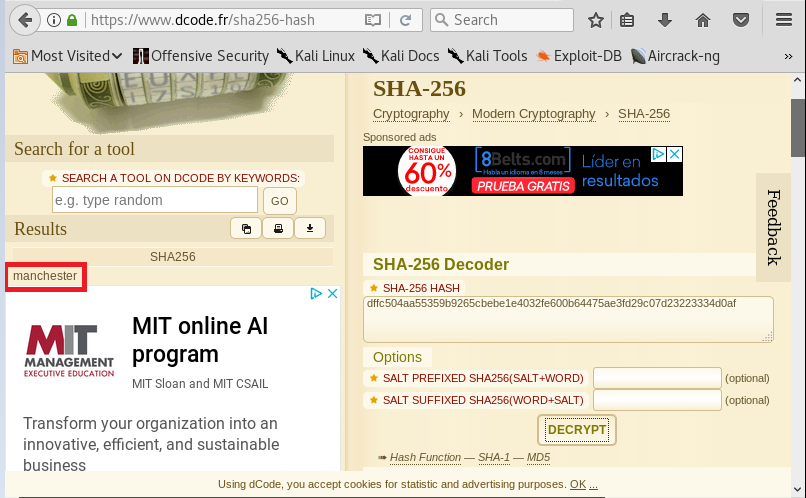 https://www.dcode.fr/sha256-hash
Search
Most Visited
Offensive Security
Kali Linux
Kali Docs
Kali Tools
Exploit-DB
Aircrack-ng
»
Search for a tool
SEARCH A TOOL ON DCODE BY KEYWORDS:
e.g. type random
GO
Results
SHA256
manchester
MIT
MANAGEMENT
EXECUTIVE EDUCATION
MIT online AI
program
MIT Sloan and MIT CSAIL
Transform your organization into an
innovative, efficient, and sustainable
business
SHA-256
Cryptography › Modern Cryptography › SHA-256
Sponsored ads
CONSIGUE
HASTA UN
60%
descuento
8Belts.com
Habla un idioma en 8 meses
PRUEBA GRATIS
Líder en
resultados
Feedback
SHA-256 Decoder
SHA-256 HASH
dffc504aa55359b9265cbebe1e4032fe600b64475ae3fd29c07d23223334d0af
Options
SALT PREFIXED SHA256(SALT+WORD)
(optional)
SALT SUFFIXED SHA256(WORD+SALT)
(optional)
DECRYPT
➠ Hash Function — SHA-1 — MD5
Using dCode, you accept cookies for statistic and advertising purposes. OK ...